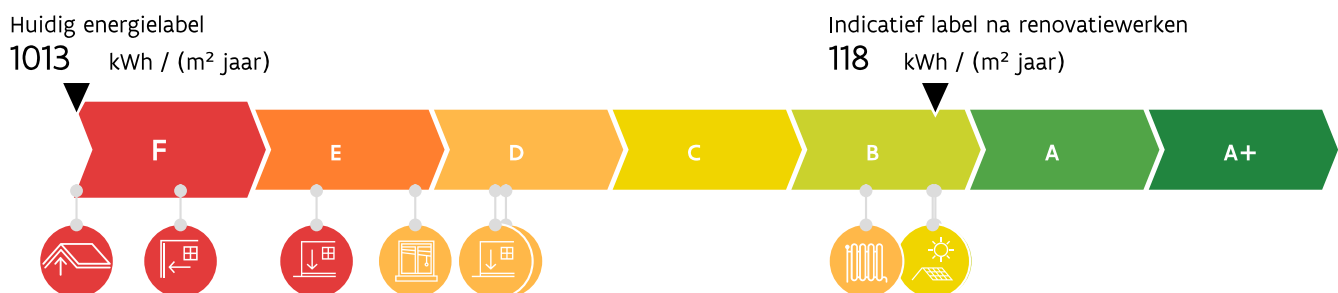 Huidig energielabel
1013 kWh / (m² jaar)
Indicatief label na renovatiewerken
118 kWh / (m² jaar)
F E D C B A A+